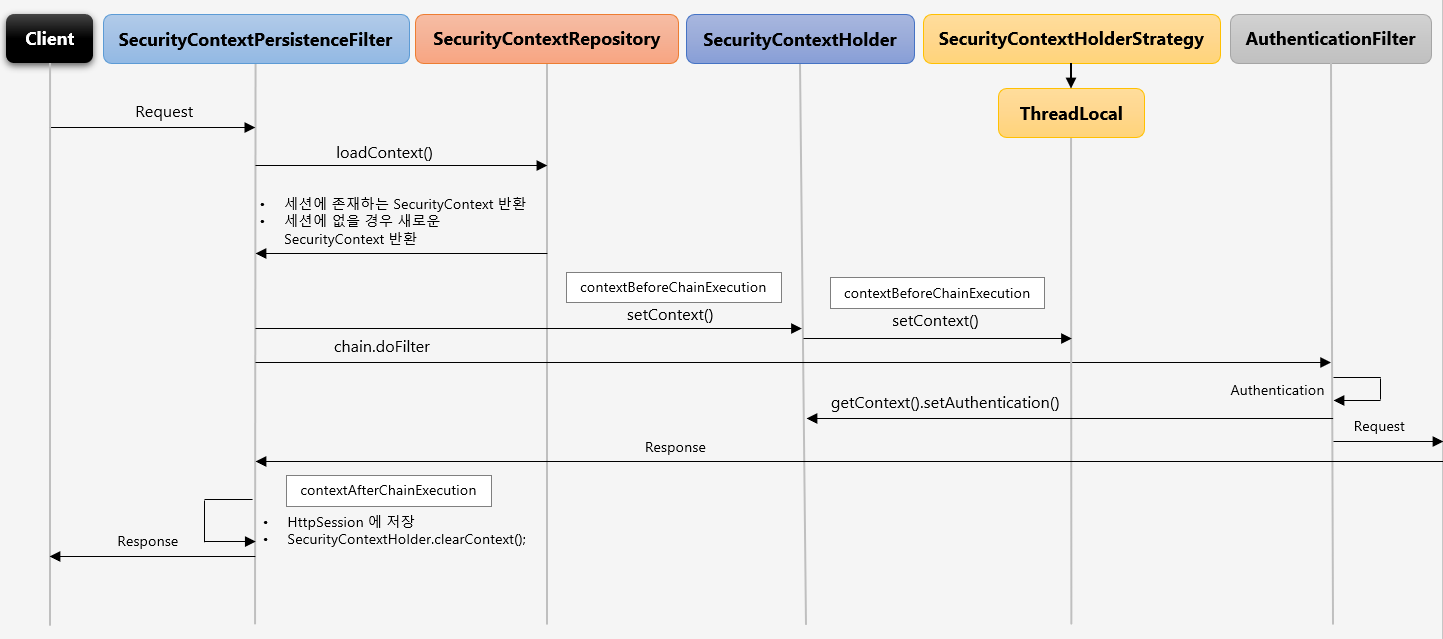 Client
SecurityContextPersistenceFilter
SecurityContextRepository
SecurityContextHolder
SecurityContextHolderStrategy
AuthenticationFilter
ThreadLocal
Request
loadContext()
• 세션에 존재하는 SecurityContext 반환
• 세션에 없을 경우 새로운
SecurityContext 반환
contextBeforeChainExecution
setContext()
contextBeforeChainExecution
setContext()
chain.doFilter
Authentication
getContext().setAuthentication()
Request
Response
contextAfterChainExecution
• HttpSession 에 저장
• SecurityContextHolder.clearContext();
Response